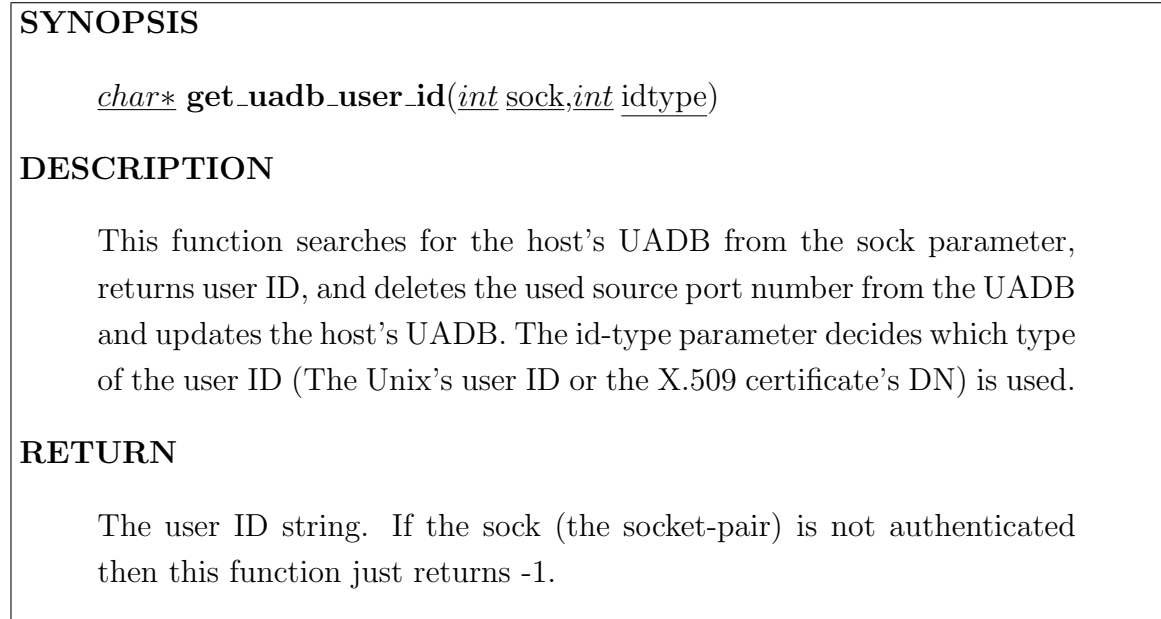 SYNOPSIS
char* get_uadb_user_id(int sock,int idtype)
DESCRIPTION
This function searches for the host's UADB from the sock parameter,
returns user ID, and deletes the used source port number from the UADB
and updates the host's UADB. The id-type parameter decides which type
of the user ID (The Unix's user ID or the X.509 certificate's DN) is used.
RETURN
The user ID string. If the sock (the socket-pair) is not authenticated
then this function just returns -1.